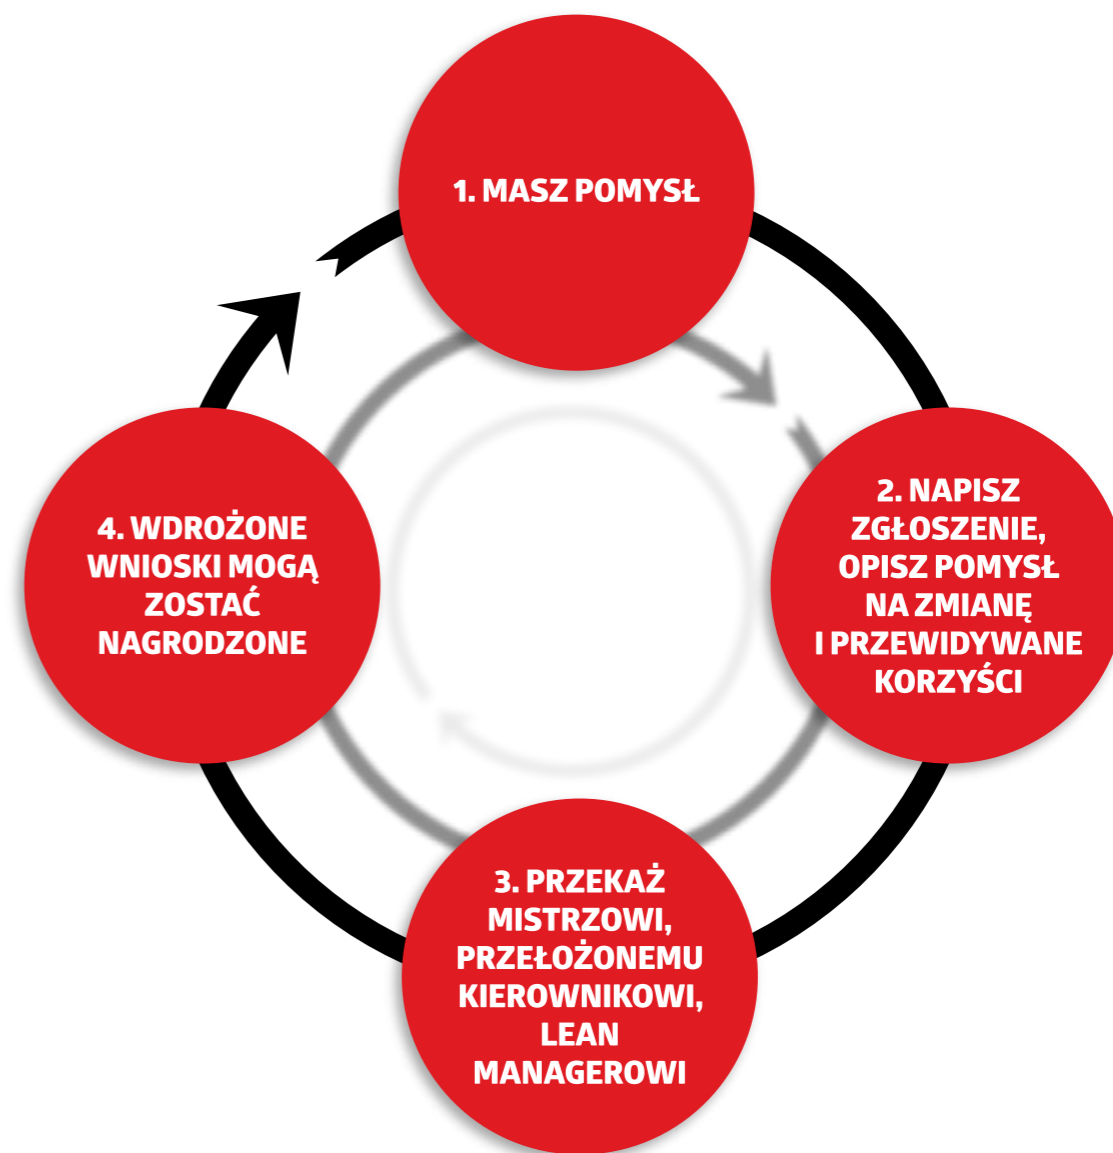 1. MASZ POMYSŁ
2. NAPISZ
ZGŁOSZENIE,
OPISZ POMYSŁ
NA ZMIANĘ
I PRZEWIDYWANE
KORZYŚCI
3. PRZEKAŻ
MISTRZOWI,
PRZEŁOŻONEMU
KIEROWNIKOWI,
LEAN
MANAGEROWI
4. WDROŻONE
WNIOSKI MOGĄ
ZOSTAĆ
NAGRODZONE